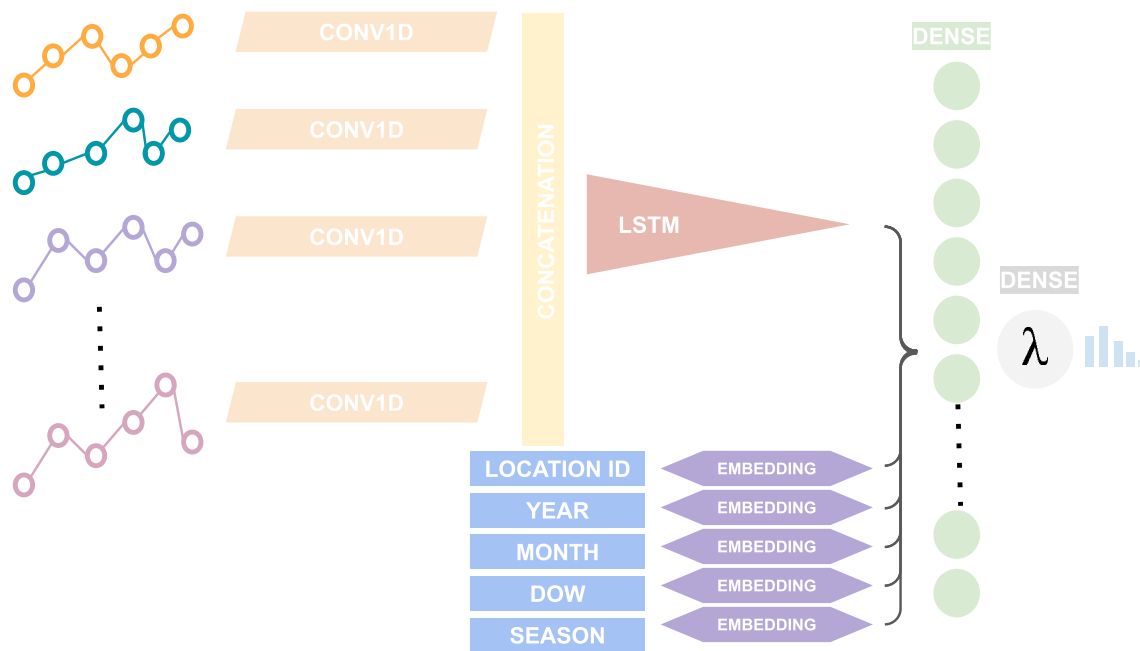 CONV1D
DENSE
CONV1D
CONCATENATION
LSTM
CONV1D
DENSE
λ
CONV1D
LOCATION ID
EMBEDDING
YEAR
EMBEDDING
MONTH
EMBEDDING
DOW
EMBEDDING
SEASON
EMBEDDING